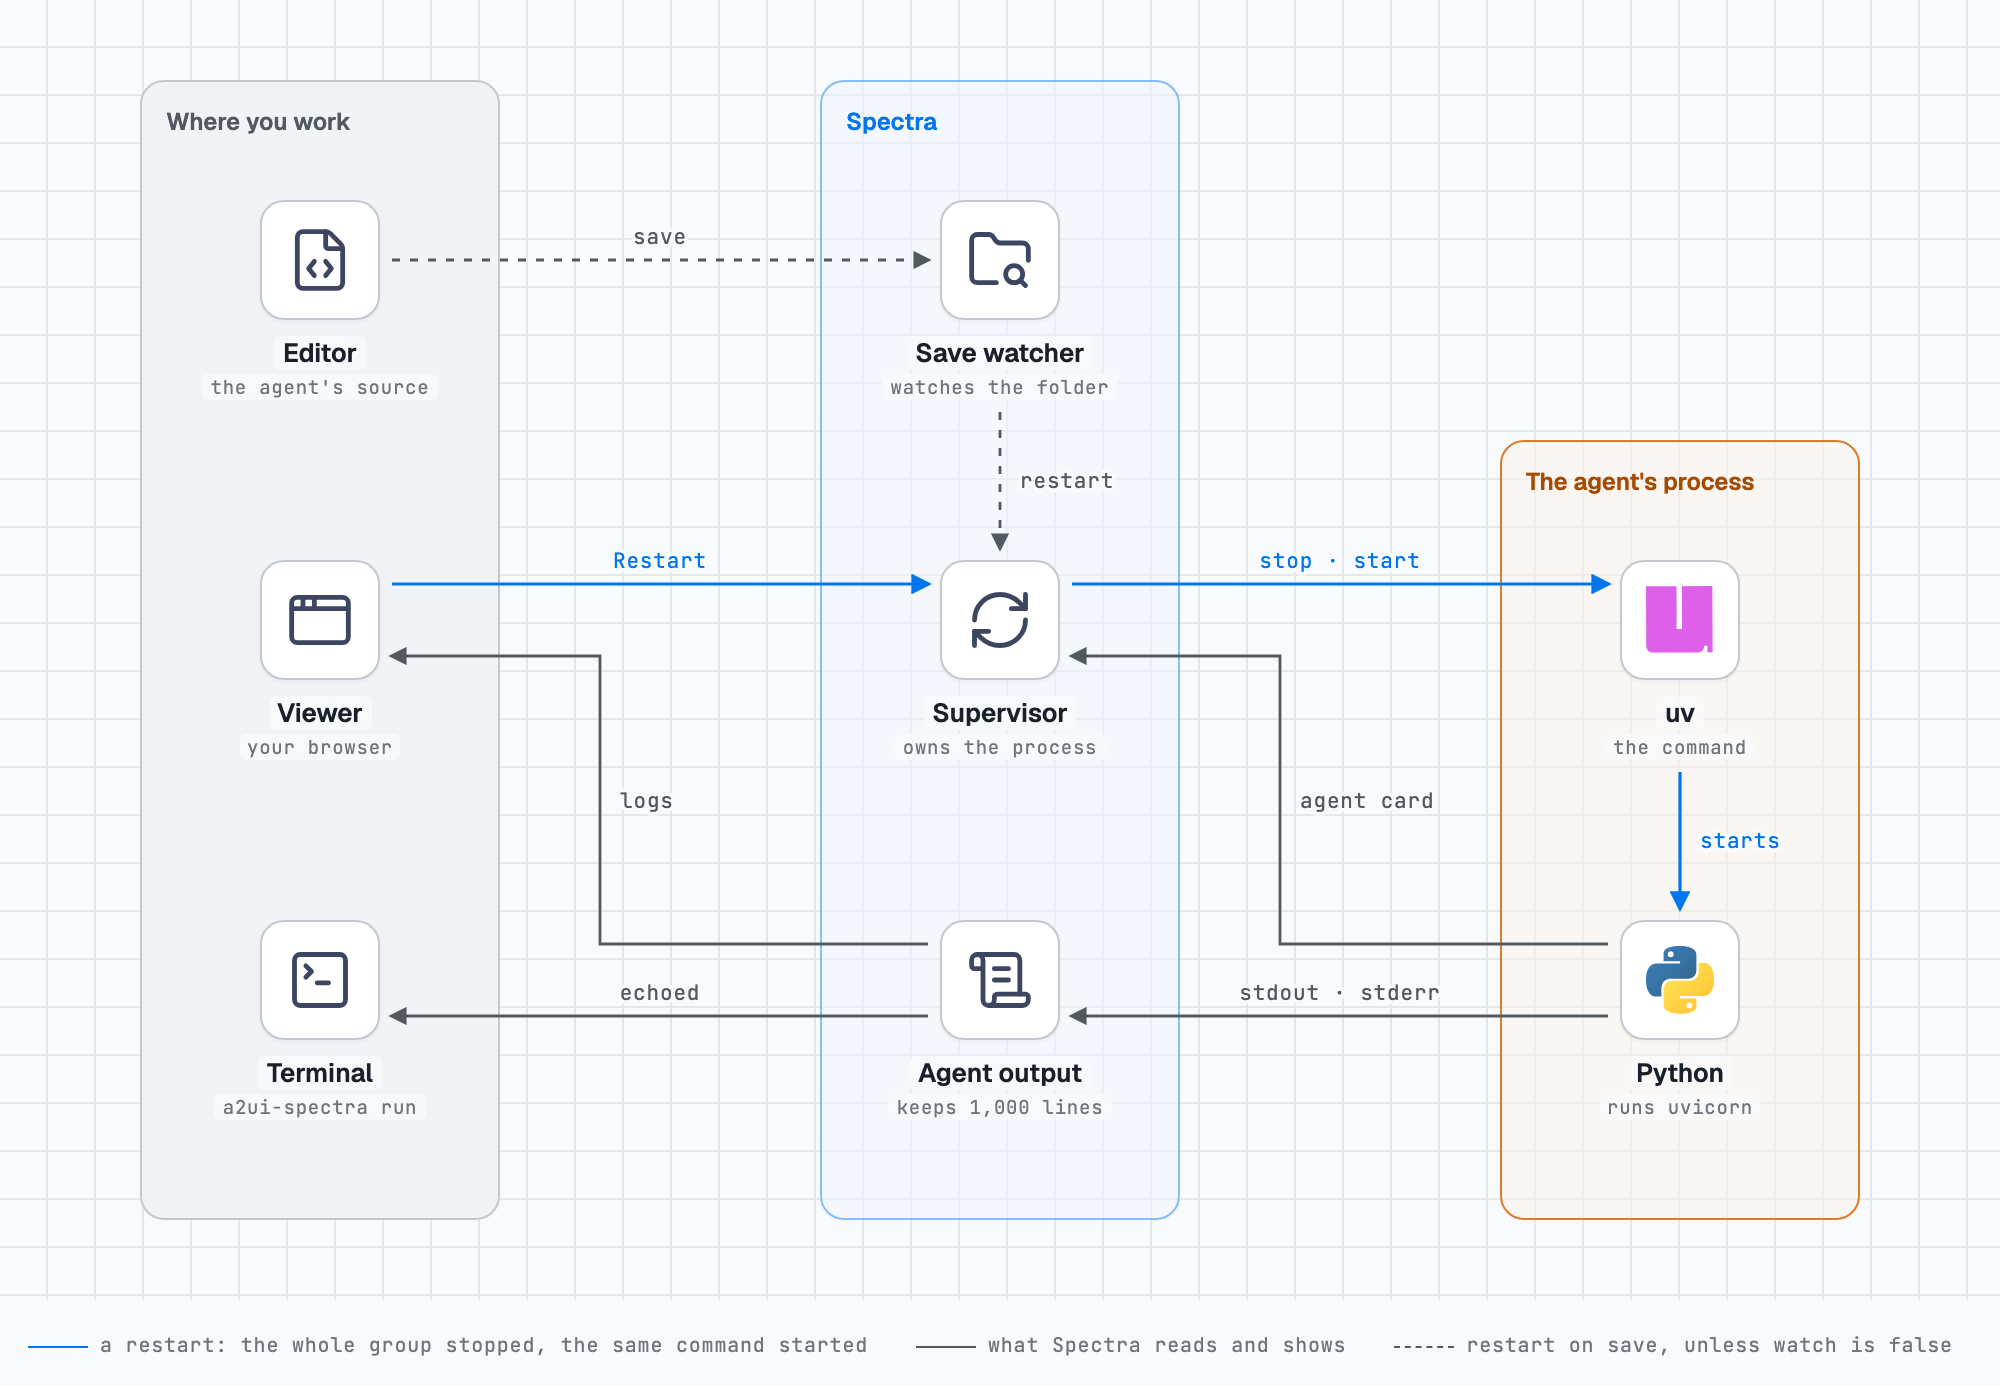 Where you work
Spectra
save
Editor
the agent's source
Save watcher
watches the folder
restart
The agent's process
Restart
stop · start
Viewer
your browser
Supervisor
owns the process
uv
the command
logs
agent card
starts
echoed
stdout · stderr
Terminal
a2ui-spectra run
Agent output
keeps 1,000 lines
Python
runs uvicorn
a restart: the whole group stopped, the same command started
what Spectra reads and shows
restart on save, unless watch is false